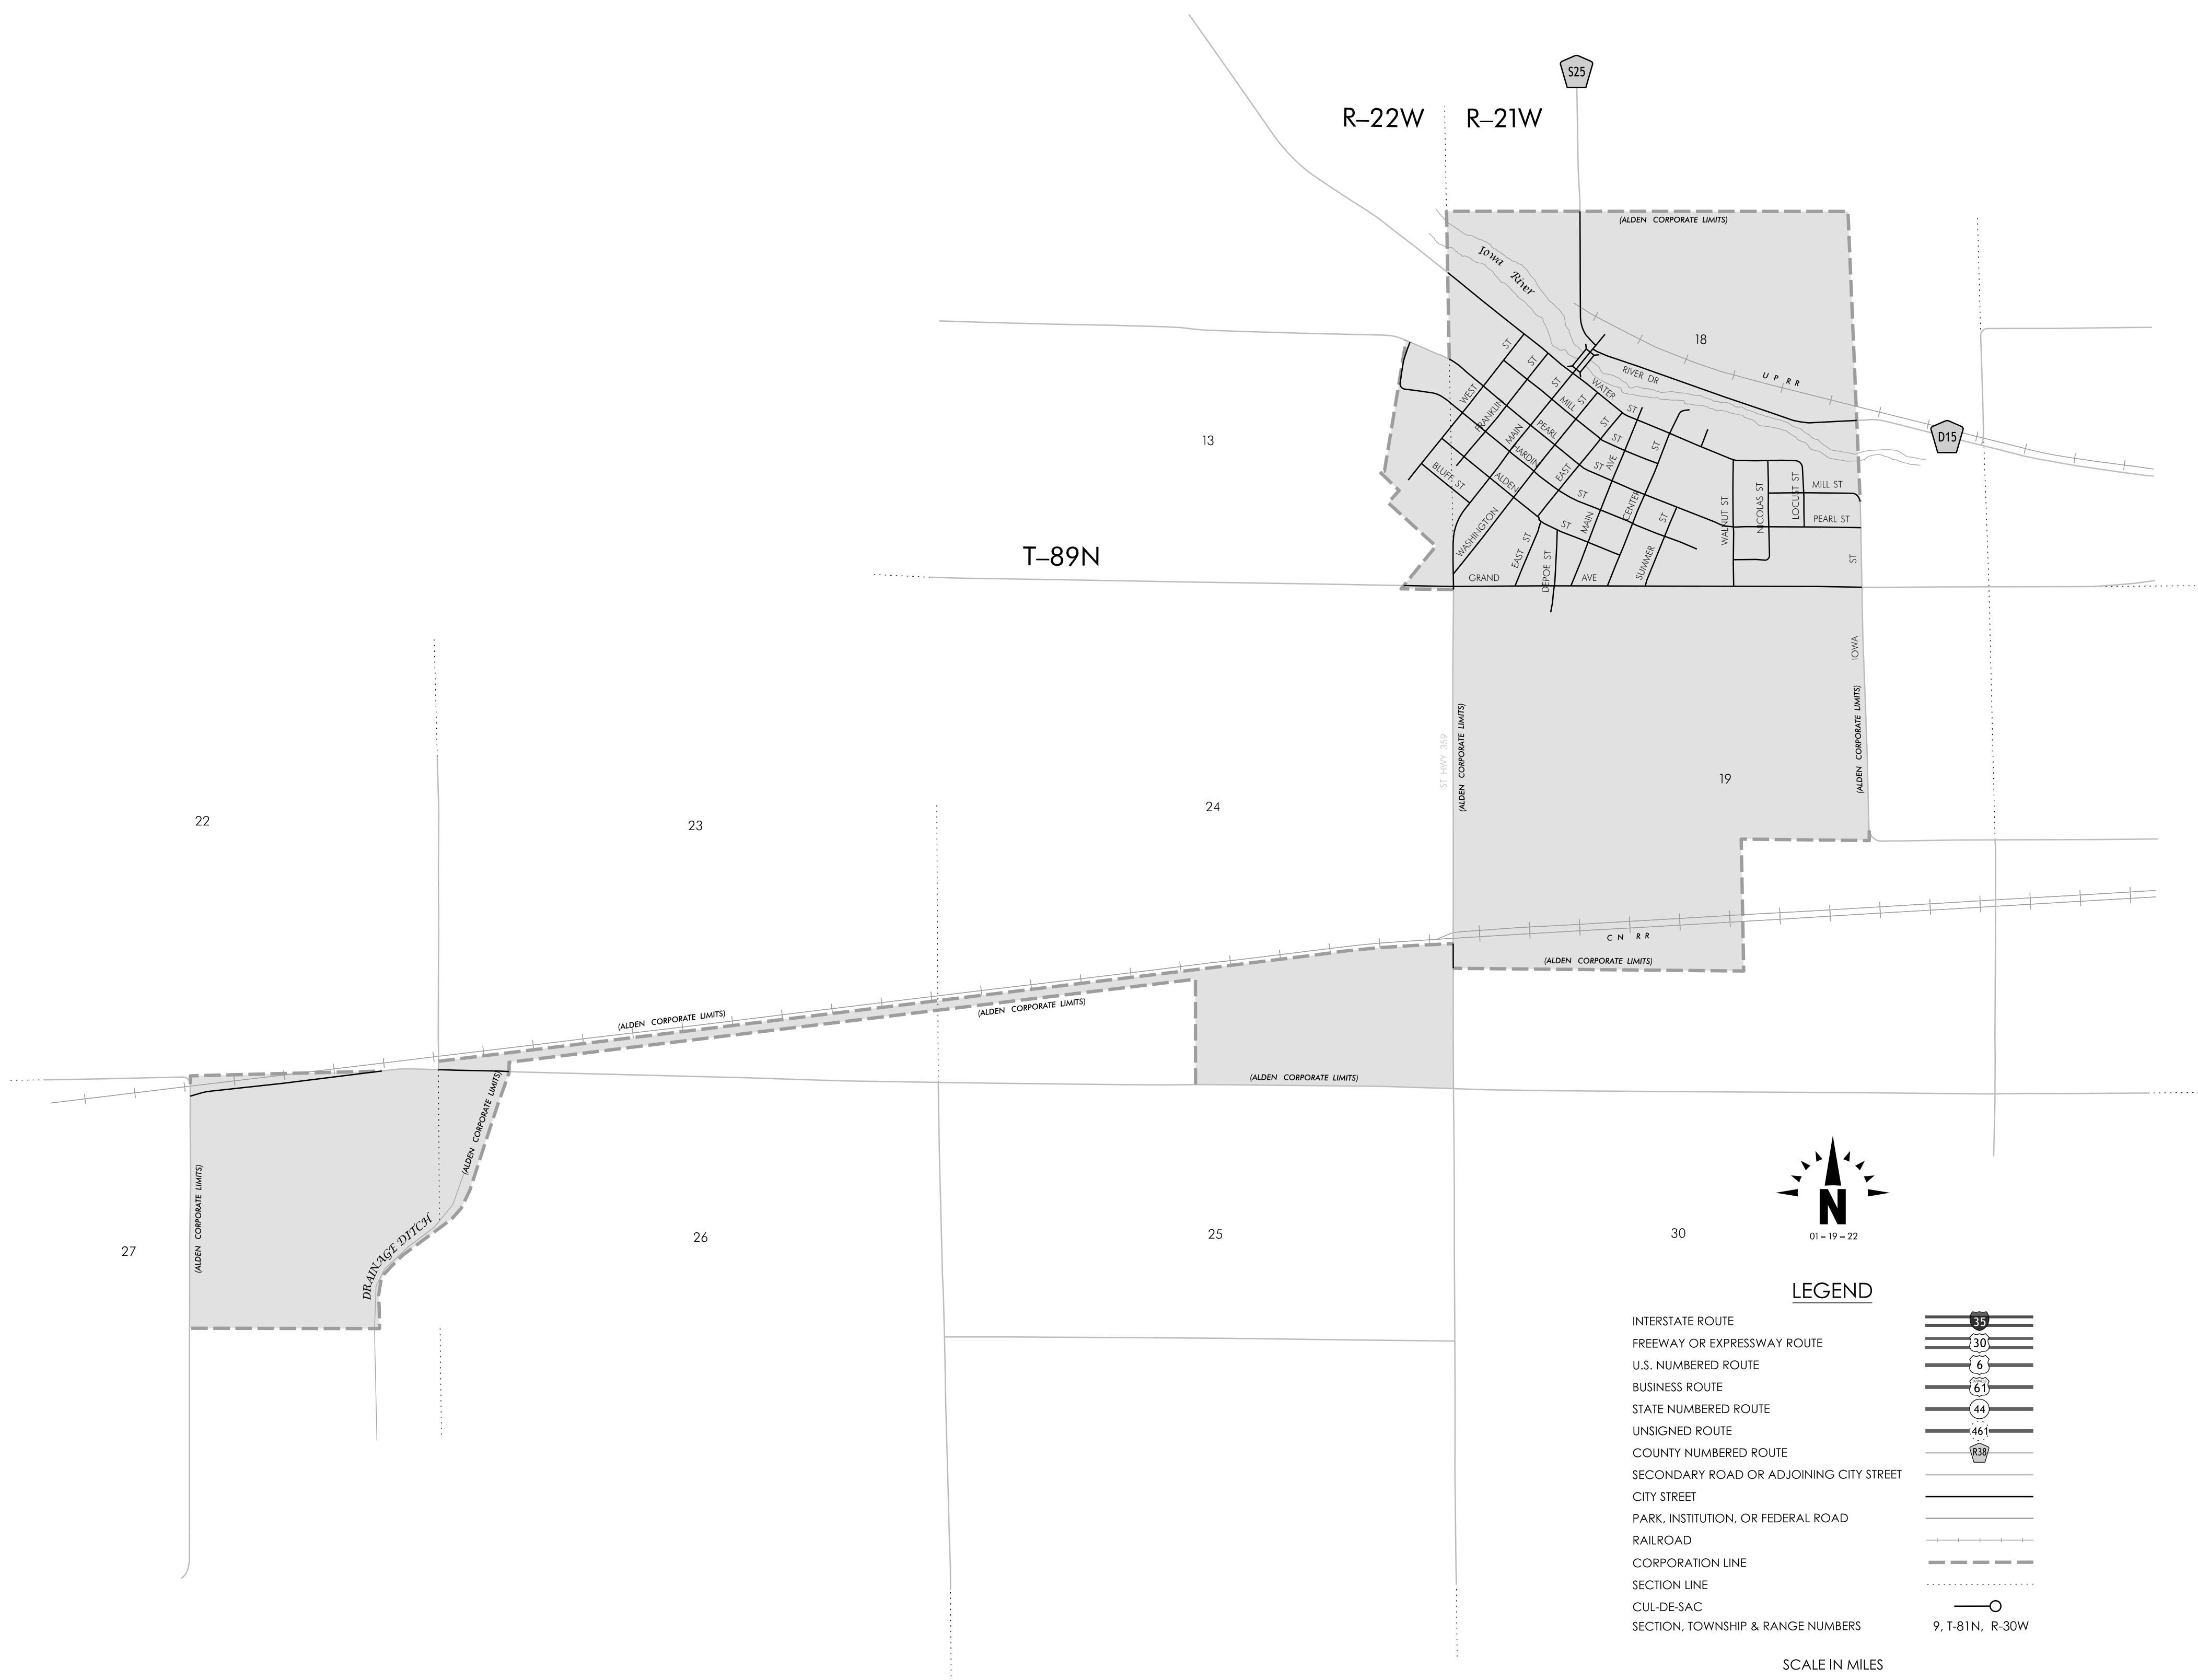 S25
R–22W
R–21W
(ALDEN CORPORATE LIMITS)
Iowa River
18
RIVER DR
U P RR
D15
13
WEST ST
FRANKLIN ST
MAIN ST
WATER ST
MILL ST
PEARL ST
HARDIN ST
ALDEN ST
BLUFF ST
WASHINGTON ST
EAST ST
EAST ST
DEPOE ST
MAIN AVE
CENTER ST
SUMMER ST
WALNUT ST
NICOLAS ST
LOCUST ST
MILL ST
PEARL ST
GRAND AVE
IOWA ST
T–89N
ST HWY 359
(ALDEN CORPORATE LIMITS)
(ALDEN CORPORATE LIMITS)
19
22
23
24
C N RR
(ALDEN CORPORATE LIMITS)
(ALDEN CORPORATE LIMITS)
(ALDEN CORPORATE LIMITS)
(ALDEN CORPORATE LIMITS)
(ALDEN CORPORATE LIMITS)
(ALDEN CORPORATE LIMITS)
DRAINAGE DITCH
27
26
25
30
N
01–19–22
LEGEND
INTERSTATE ROUTE 35
FREEWAY OR EXPRESSWAY ROUTE 30
U.S. NUMBERED ROUTE 6
BUSINESS ROUTE 61
STATE NUMBERED ROUTE 44
UNSIGNED ROUTE 461
COUNTY NUMBERED ROUTE R38
SECONDARY ROAD OR ADJOINING CITY STREET
CITY STREET
PARK, INSTITUTION, OR FEDERAL ROAD
RAILROAD
CORPORATION LINE
SECTION LINE
CUL-DE-SAC
SECTION, TOWNSHIP & RANGE NUMBERS 9, T-81N, R-30W
SCALE IN MILES